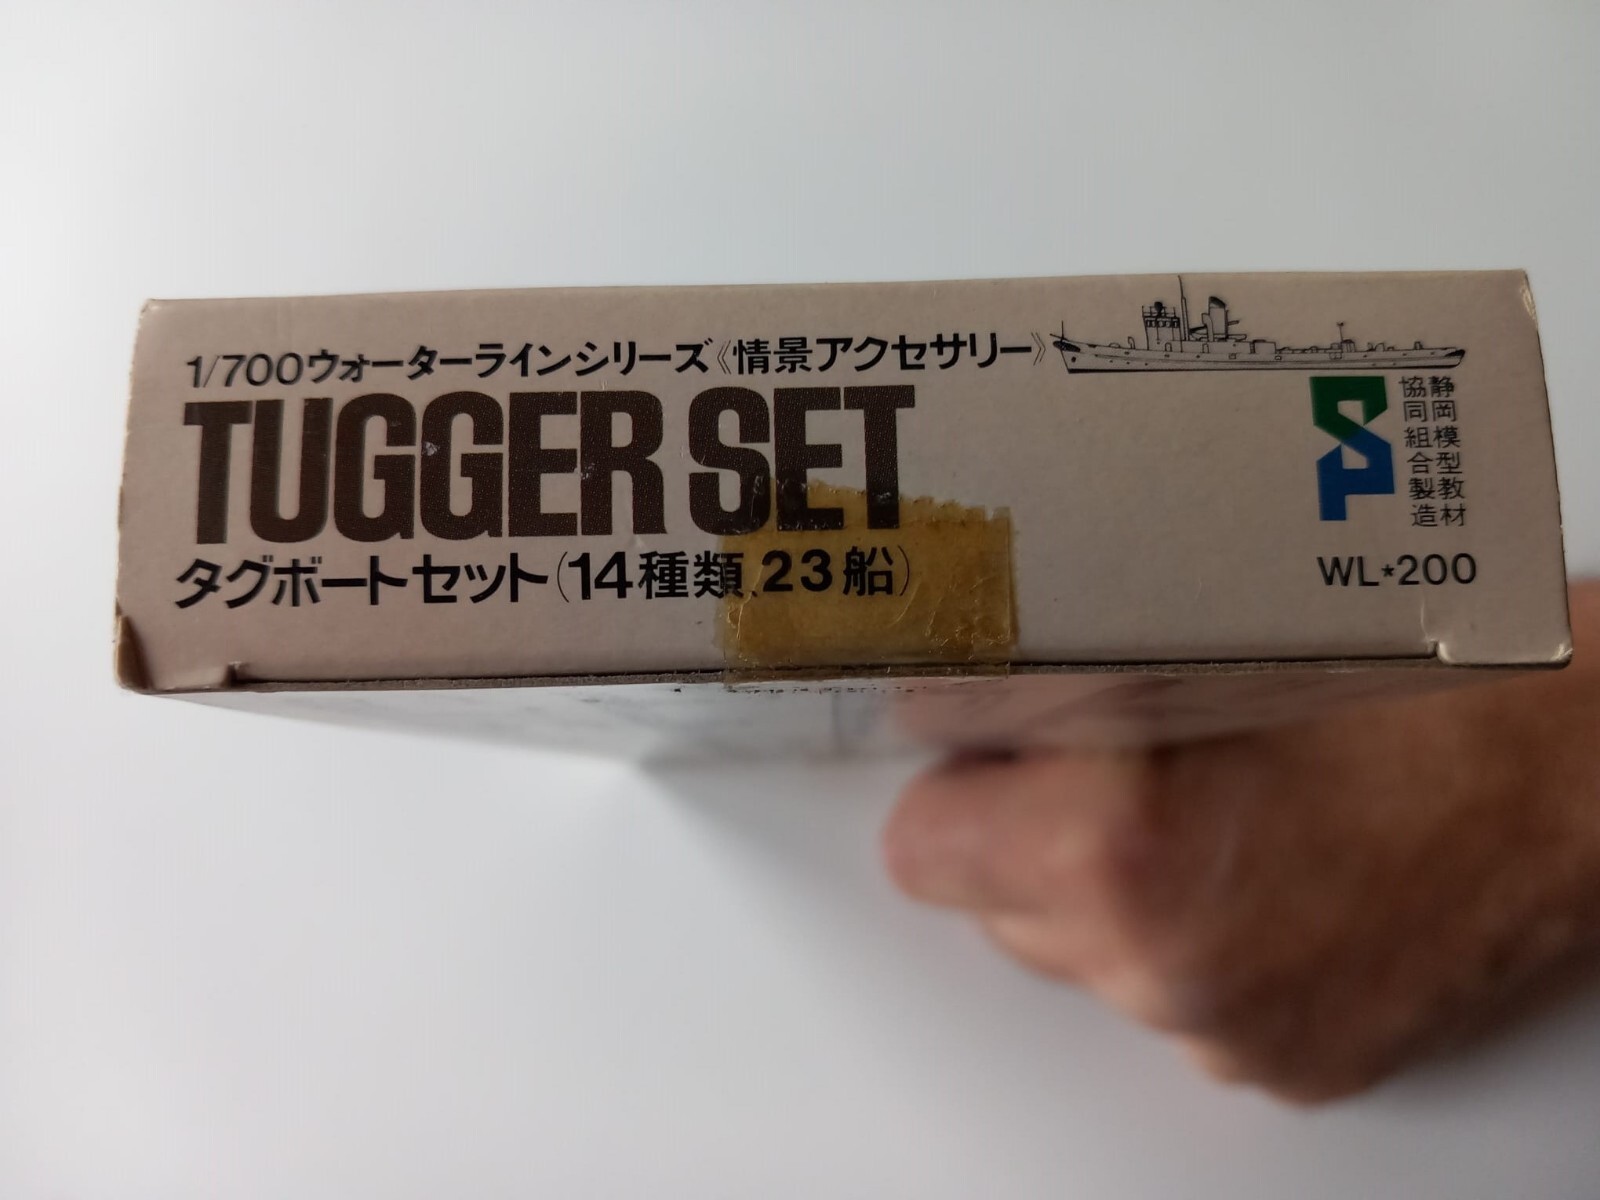 1/700ウォーターラインシリーズ《情景アクセサリー》
TUGGER SET
タグボートセット(14種類、23船)
静岡模型教材
協同組合製造
WL*200